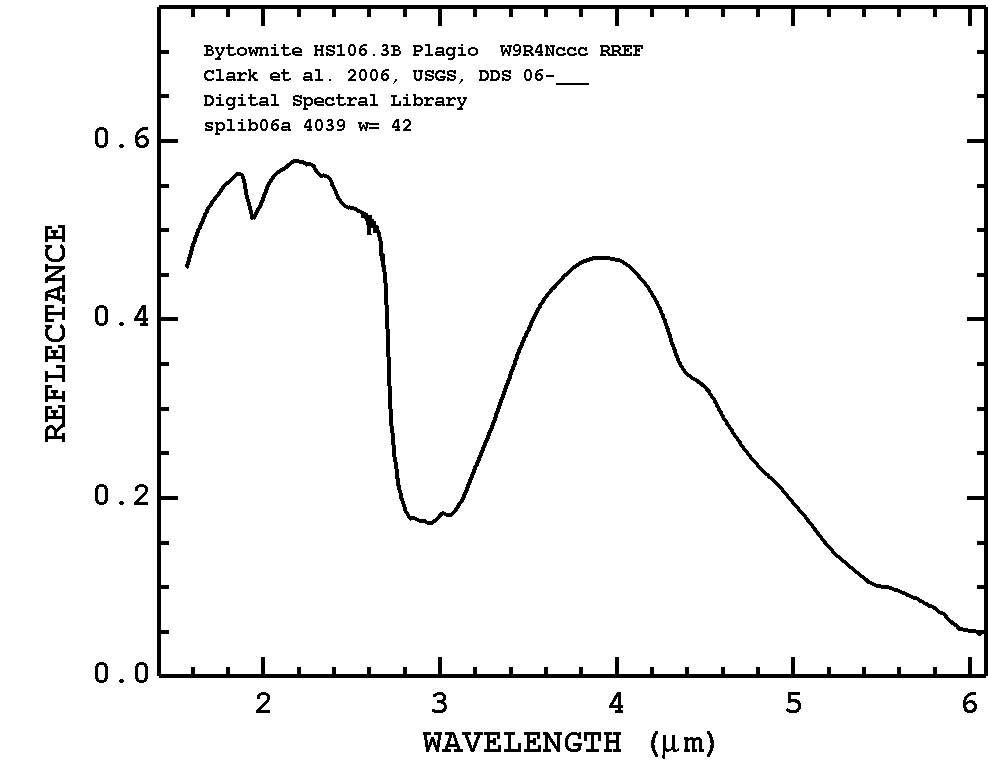 Bytownite HS106.3B Plagio  W9R4Nccc RREF
Clark et al. 2006, USGS, DDS 06-___
Digital Spectral Library
splib06a 4039 w= 42
0.6
0.4
0.2
0.0
REFLECTANCE
2 3 4 5 6
WAVELENGTH (μm)